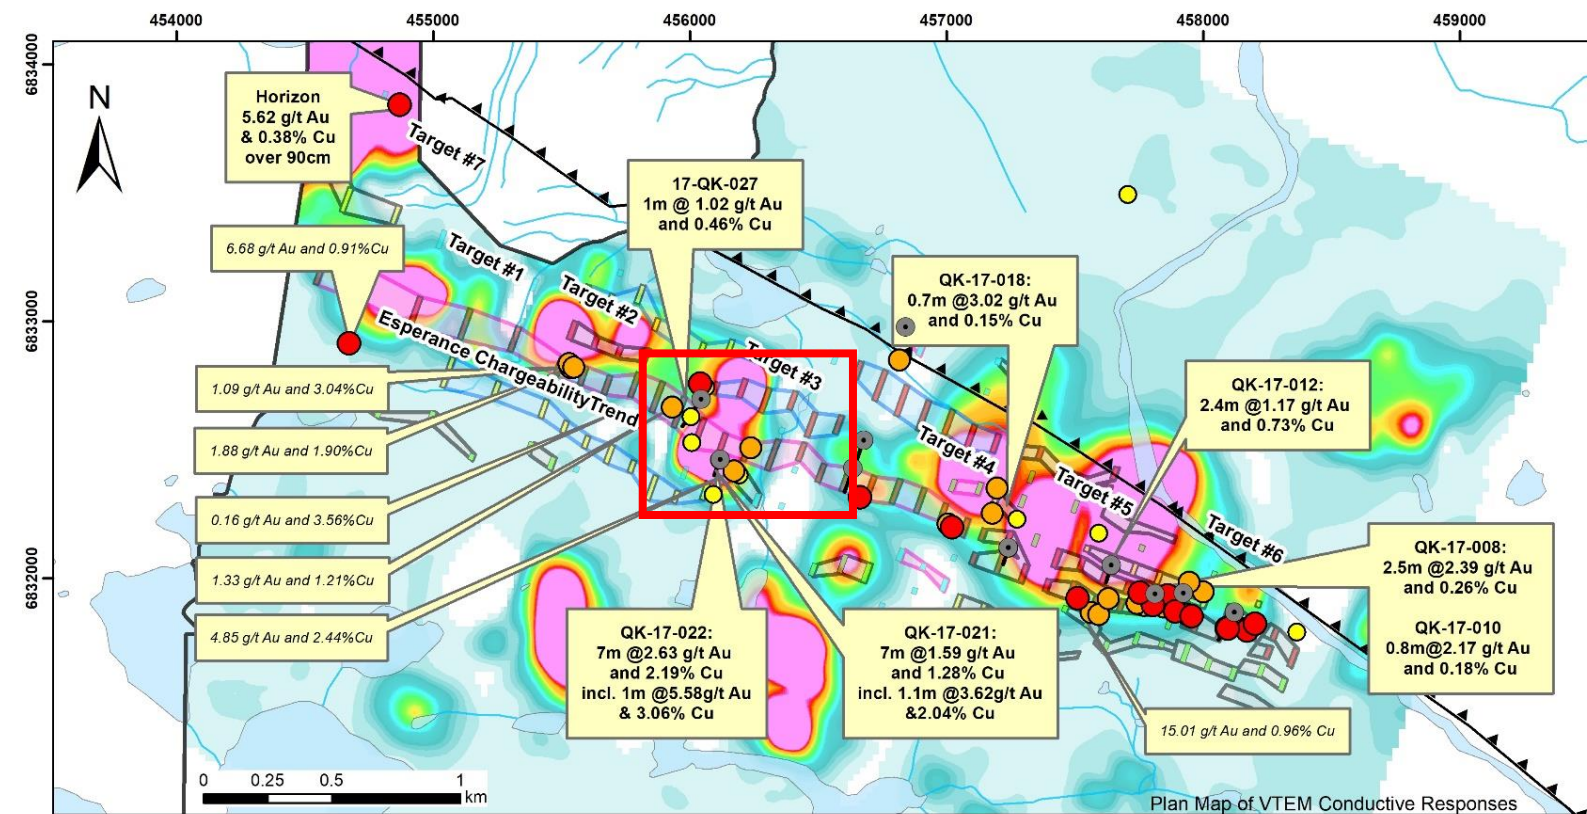 454000
455000
456000
457000
458000
459000
6834000
6833000
6832000
N
Horizon
5.62 g/t Au
& 0.38% Cu
over 90cm
Target #7
17-QK-027
1m @ 1.02 g/t Au
and 0.46% Cu
6.68 g/t Au and 0.91%Cu
Target #1
Target #2
Esperance ChargeabilityTrend
Target #3
QK-17-018:
0.7m @3.02 g/t Au
and 0.15% Cu
QK-17-012:
2.4m @1.17 g/t Au
and 0.73% Cu
1.09 g/t Au and 3.04%Cu
1.88 g/t Au and 1.90%Cu
0.16 g/t Au and 3.56%Cu
1.33 g/t Au and 1.21%Cu
4.85 g/t Au and 2.44%Cu
Target #4
Target #5
Target #6
QK-17-008:
2.5m @2.39 g/t Au
and 0.26% Cu
QK-17-010
0.8m@2.17 g/t Au
and 0.18% Cu
QK-17-022:
7m @2.63 g/t Au
and 2.19% Cu
incl. 1m @5.58g/t Au
& 3.06% Cu
QK-17-021:
7m @1.59 g/t Au
and 1.28% Cu
incl. 1.1m @3.62g/t Au
&2.04% Cu
15.01 g/t Au and 0.96% Cu
0 0.25 0.5 1
km
Plan Map of VTEM Conductive Responses